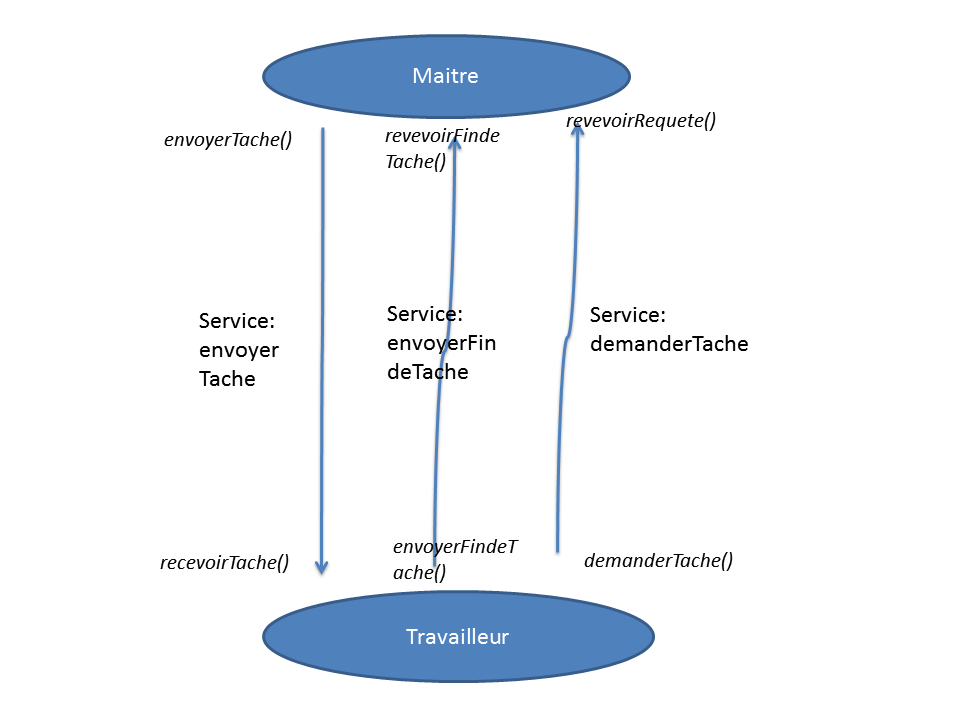 Maitre
envoyerTache()
revevoirFinde
Tache()
revevoirRequete()
Service:
envoyer
Tache
Service:
envoyerFin
deTache
Service:
demanderTache
recevoirTache()
envoyerFindeT
ache()
demanderTache()
Travailleur